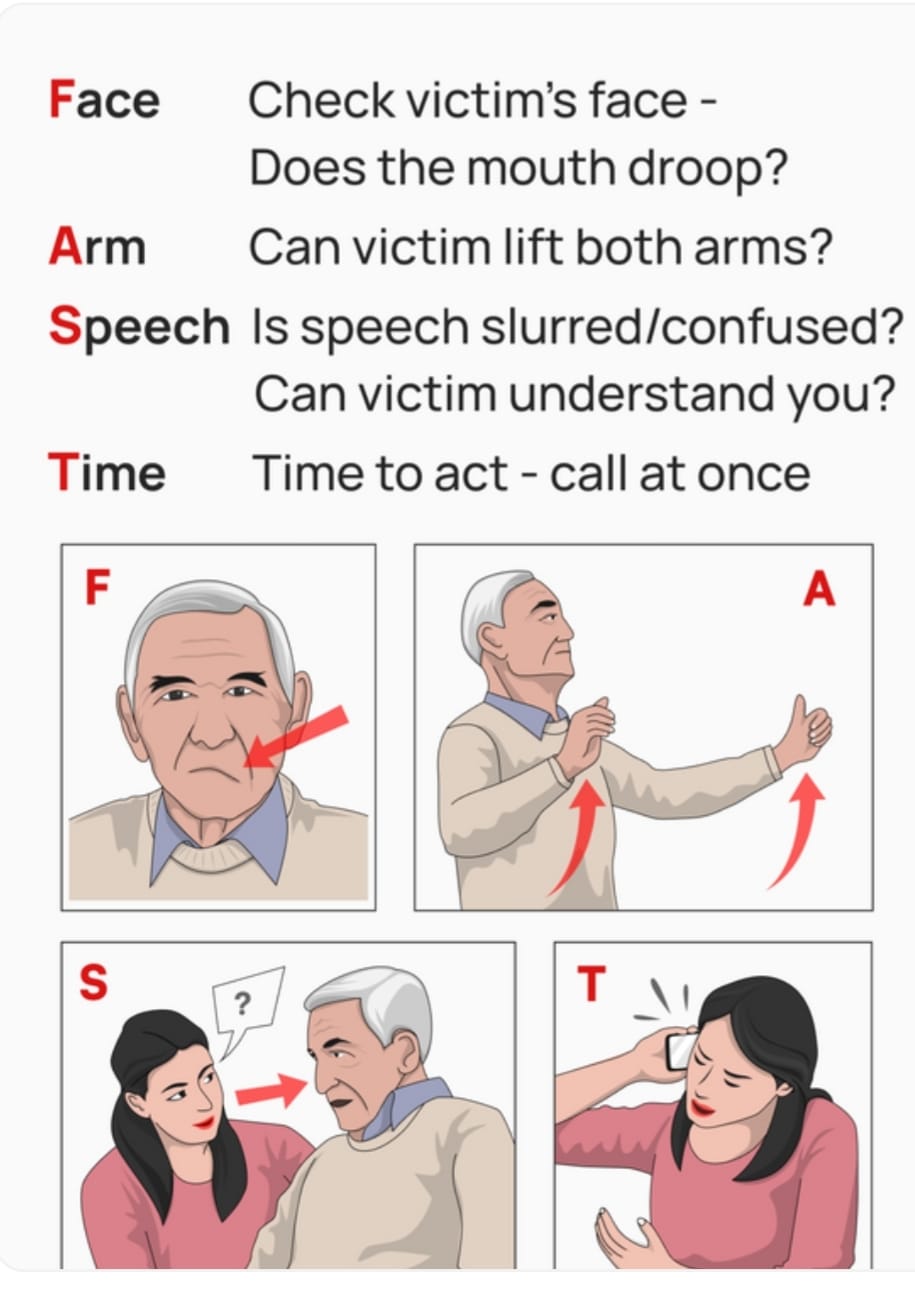 Face Check victim’s face -
Does the mouth droop?
Arm Can victim lift both arms?
Speech Is speech slurred/confused?
Can victim understand you?
Time Time to act - call at once
F
A
S
?
T